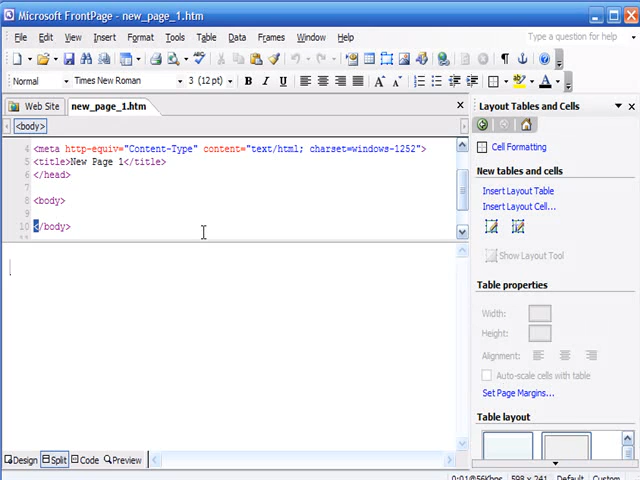 Microsoft FrontPage - new_page_1.htm
File Edit View Insert Format Tools Table Data Frames Window Help Type a question for help
Normal Times New Roman 3 (12 pt) B I U A A A
Web Site new_page_1.htm
<body>
4 <meta http-equiv="Content-Type" content="text/html; charset=windows-1252">
5 <title>New Page 1</title>
6 </head>
7
8 <body>
9
10 </body>
Design Split Code Preview
Layout Tables and Cells
Cell Formatting
New tables and cells
Insert Layout Table
Insert Layout Cell...
Show Layout Tool
Table properties
Width:
Height:
Alignment:
Auto-scale cells with table
Set Page Margins...
Table layout
0:01@56Kbps 598 x 241 Default Custom